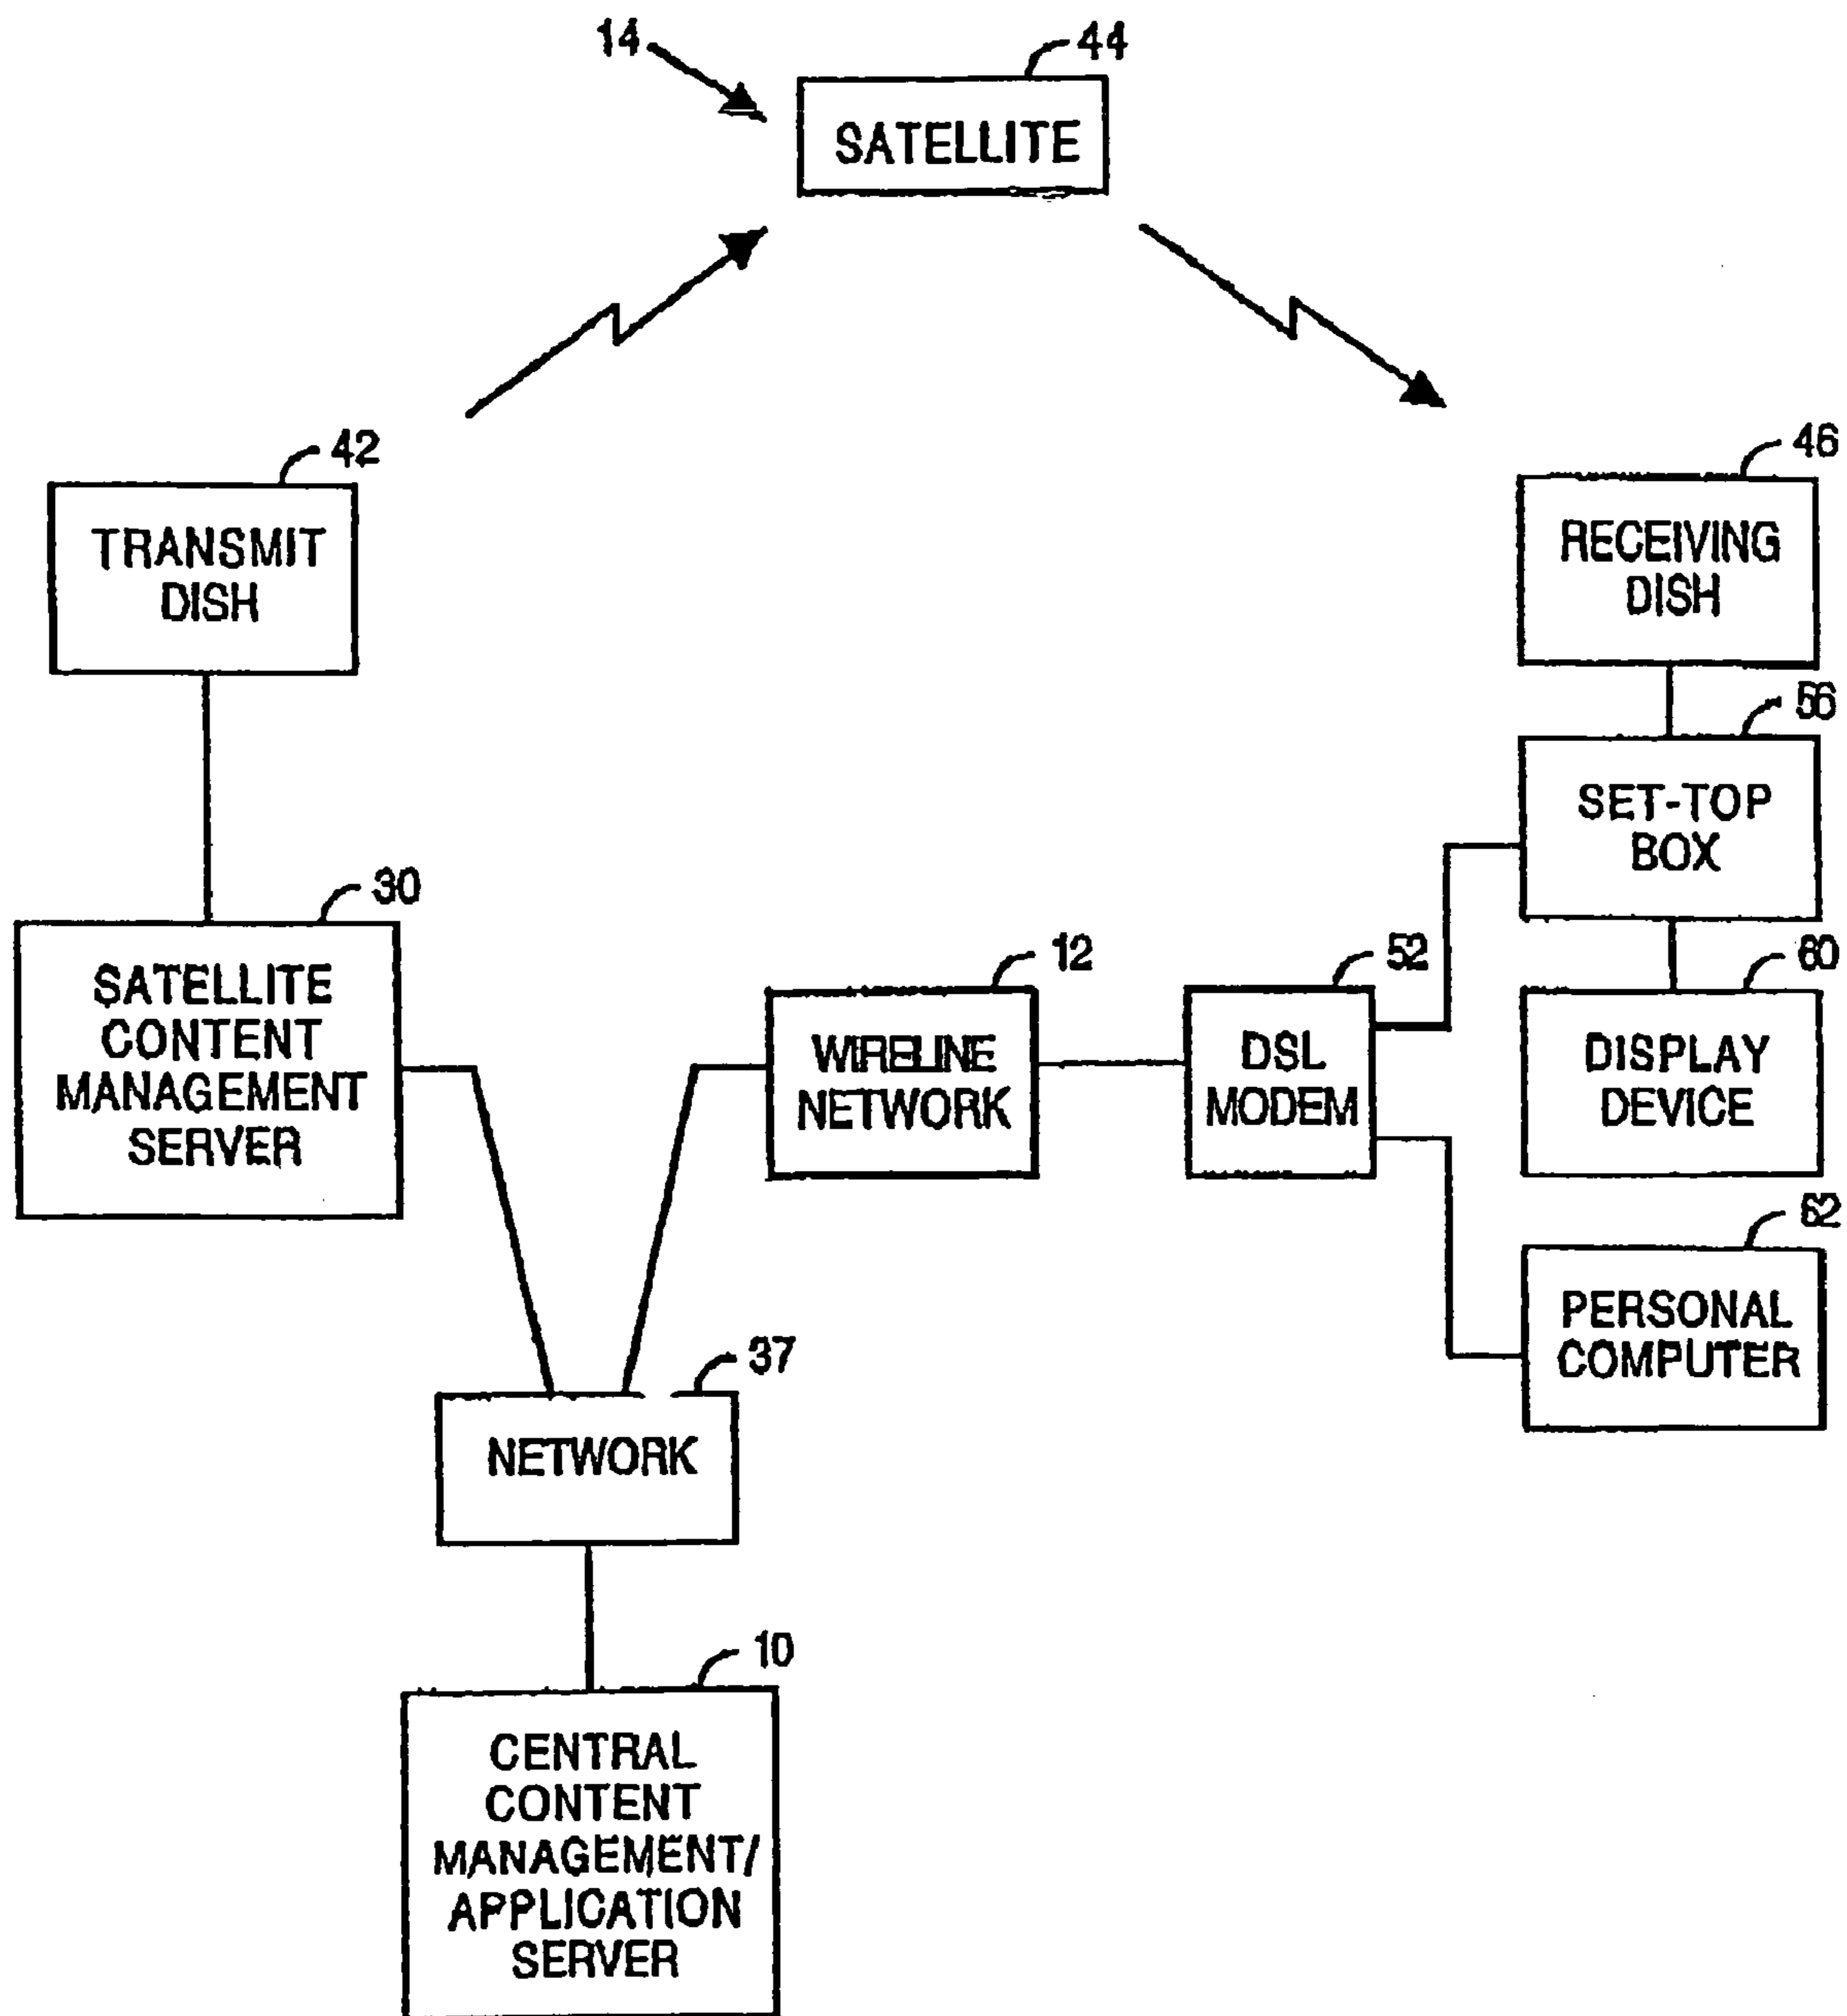 14
44
SATELLITE
42
TRANSMIT
DISH
46
RECEIVING
DISH
56
SET-TOP
BOX
30
SATELLITE
CONTENT
MANAGEMENT
SERVER
12
WIRELINE
NETWORK
52
DSL
MODEM
60
DISPLAY
DEVICE
62
PERSONAL
COMPUTER
37
NETWORK
10
CENTRAL
CONTENT
MANAGEMENT/
APPLICATION
SERVER